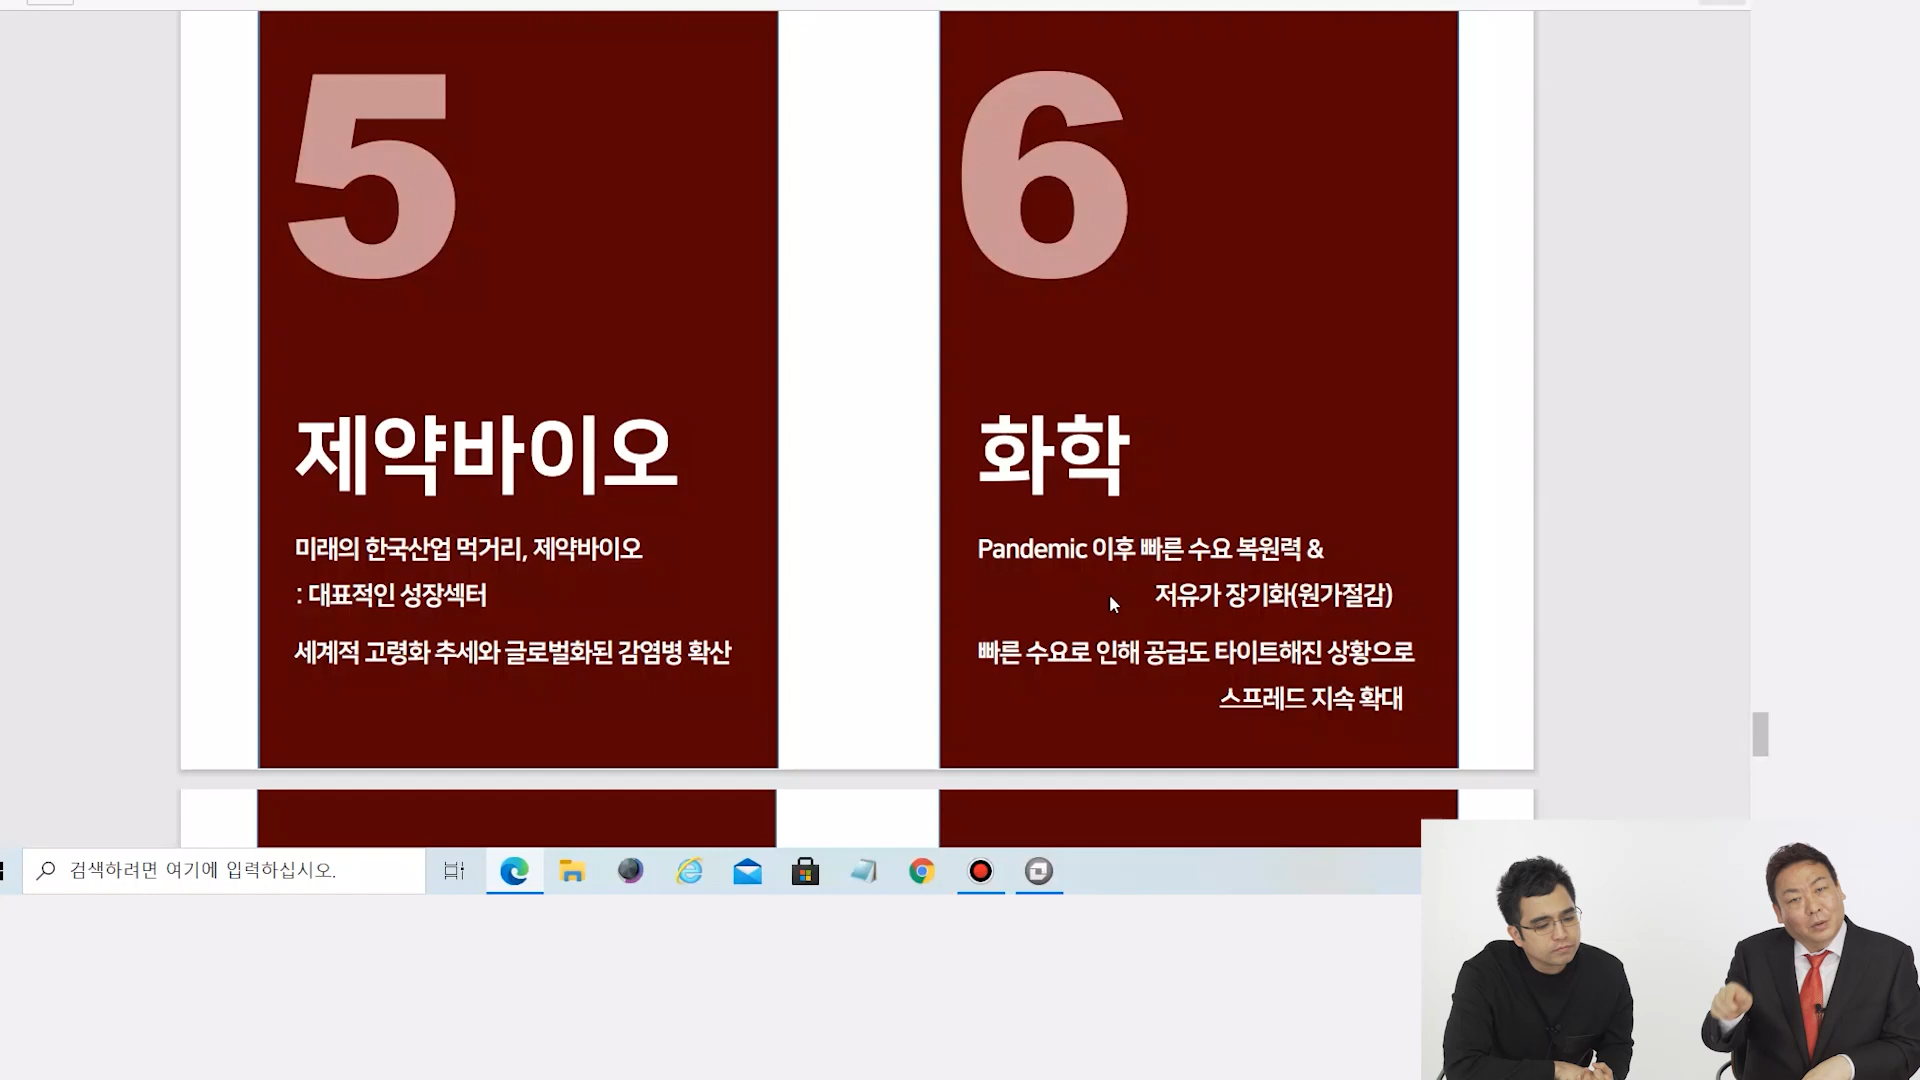 5
제약바이오
미래의 한국산업 먹거리, 제약바이오
: 대표적인 성장섹터
세계적 고령화 추세와 글로벌화된 감염병 확산
6
화학
Pandemic 이후 빠른 수요 복원력 &
저유가 장기화(원가절감)
빠른 수요로 인해 공급도 타이트해진 상황으로
스프레드 지속 확대
검색하려면 여기에 입력하십시오.